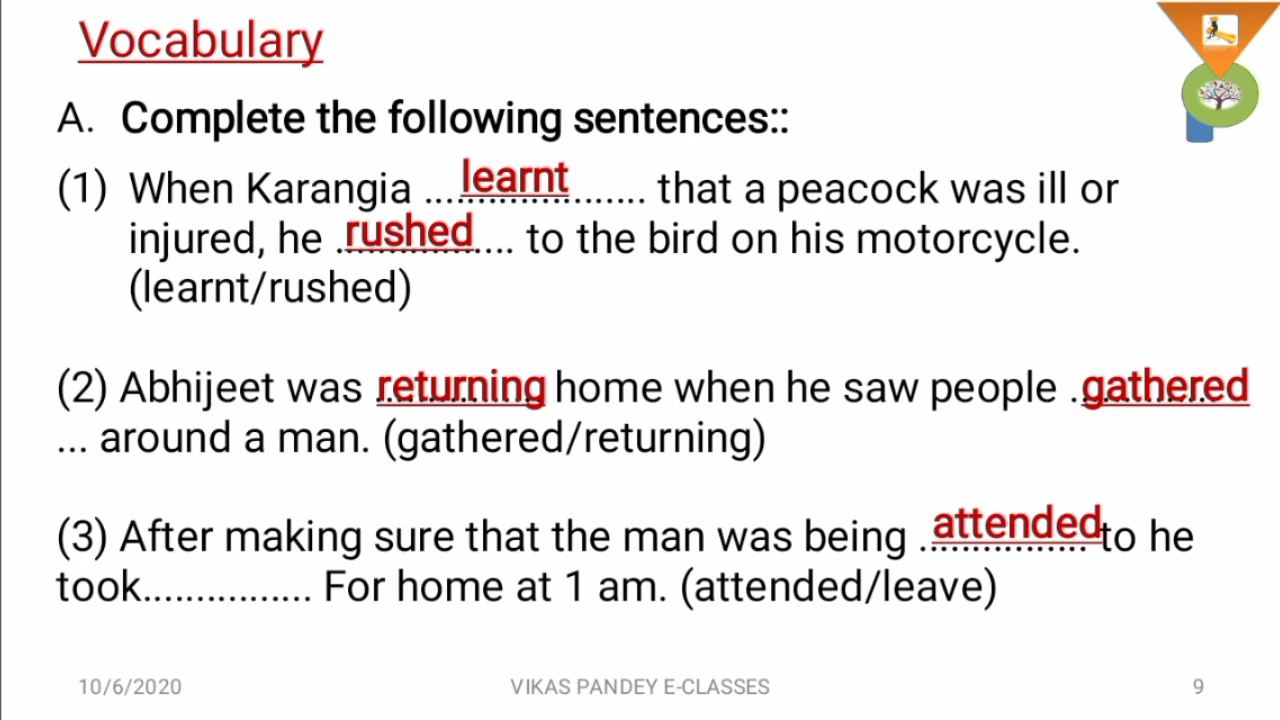 Vocabulary
A. Complete the following sentences::
(1) When Karangia ...learnt...... that a peacock was ill or
injured, he .rushed.... to the bird on his motorcycle.
(learnt/rushed)
(2) Abhijeet was returning home when he saw people .gathered
... around a man. (gathered/returning)
(3) After making sure that the man was being .attended to he
took................ For home at 1 am. (attended/leave)
10/6/2020 VIKAS PANDEY E-CLASSES 9